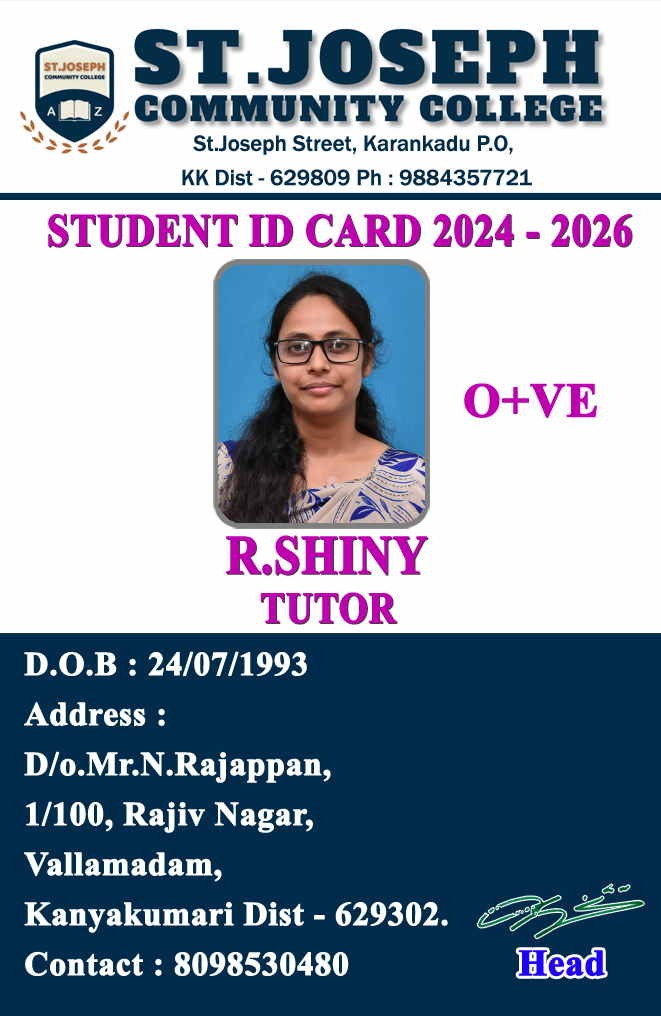 ST.JOSEPH
COMMUNITY COLLEGE
A Z
ST.JOSEPH
COMMUNITY COLLEGE
St.Joseph Street, Karankadu P.O,
KK Dist - 629809 Ph : 9884357721
STUDENT ID CARD 2024 - 2026
O+VE
R.SHINY
TUTOR
D.O.B : 24/07/1993
Address :
D/o.Mr.N.Rajappan,
1/100, Rajiv Nagar,
Vallamadam,
Kanyakumari Dist - 629302.
Contact : 8098530480
Head